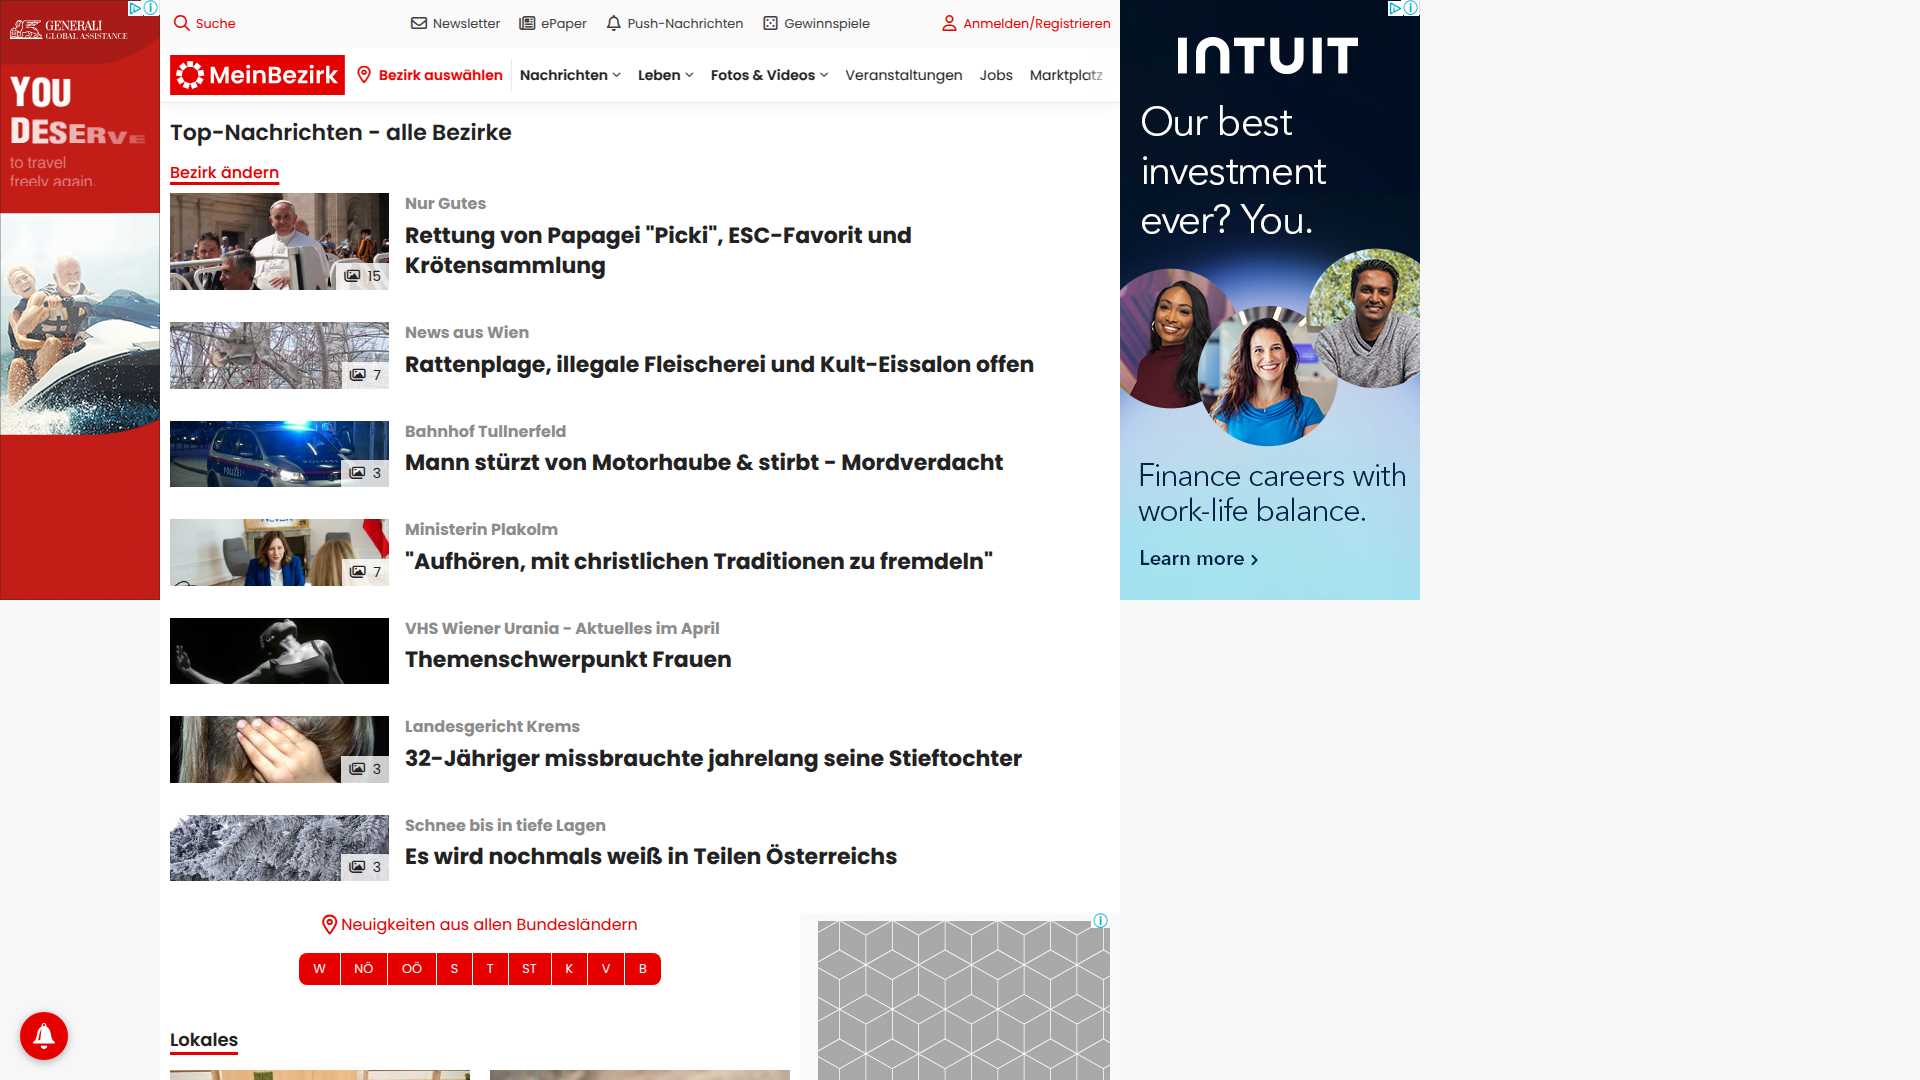 GENERALI
GLOBAL ASSISTANCE
YOU
DESERVE
to travel
freely again.
Suche
Newsletter
ePaper
Push-Nachrichten
Gewinnspiele
Anmelden/Registrieren
MeinBezirk
Bezirk auswählen
Nachrichten
Leben
Fotos & Videos
Veranstaltungen
Jobs
Marktplatz
Top-Nachrichten - alle Bezirke
Bezirk ändern
15
Nur Gutes
Rettung von Papagei "Picki", ESC-Favorit und
Krötensammlung
7
News aus Wien
Rattenplage, illegale Fleischerei und Kult-Eissalon offen
POLIZEI
3
Bahnhof Tullnerfeld
Mann stürzt von Motorhaube & stirbt - Mordverdacht
7
Ministerin Plakolm
"Aufhören, mit christlichen Traditionen zu fremdeln"
VHS Wiener Urania - Aktuelles im April
Themenschwerpunkt Frauen
3
Landesgericht Krems
32-Jähriger missbrauchte jahrelang seine Stieftochter
3
Schnee bis in tiefe Lagen
Es wird nochmals weiß in Teilen Österreichs
Neuigkeiten aus allen Bundesländern
W NÖ OÖ S T ST K V B
Lokales
INTUIT
Our best
investment
ever? You.
Finance careers with
work-life balance.
Learn more ›